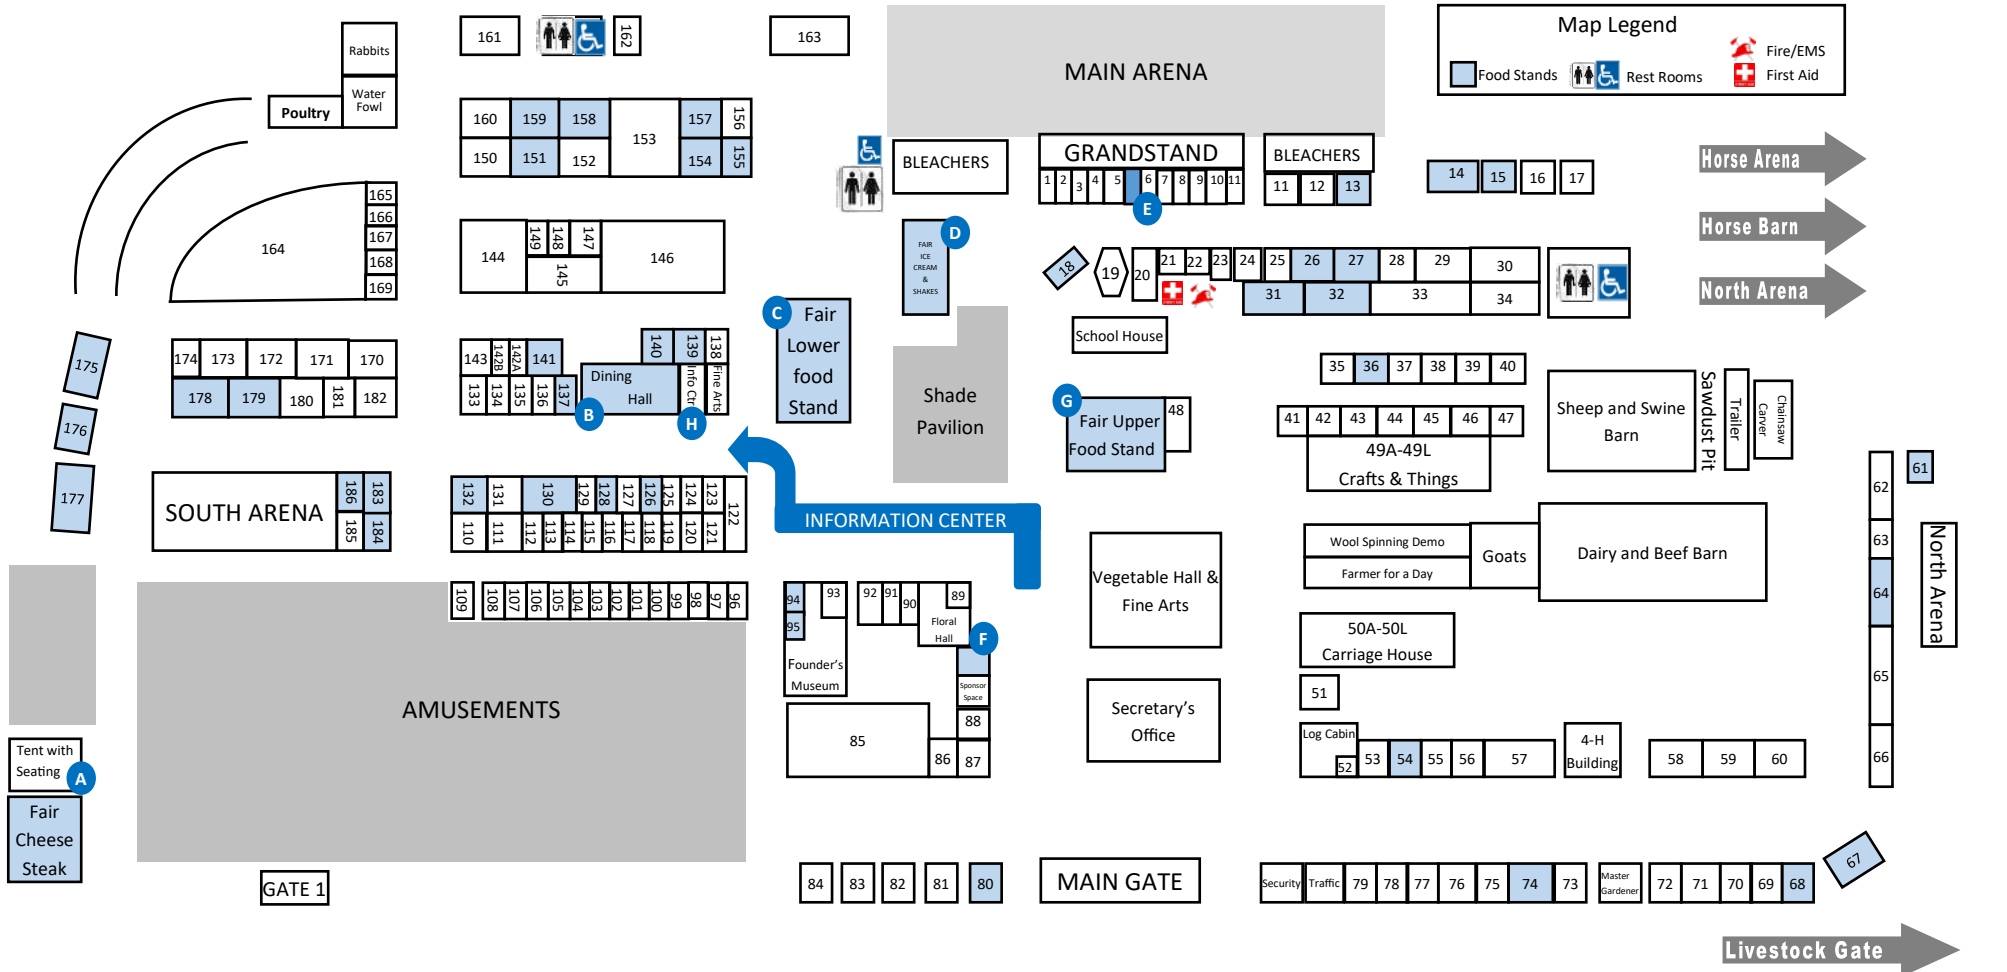 Rabbits
Water
Fowl
Poultry
161
162
163
MAIN ARENA
Map Legend
Food Stands
Rest Rooms
Fire/EMS
First Aid
160
159
158
153
157
156
150
151
152
154
155
BLEACHERS
GRANDSTAND
BLEACHERS
1
2
3
4
5
6
7
8
9
10
11
11
12
13
14
15
16
17
E
Horse Arena
Horse Barn
North Arena
164
165
166
167
168
169
144
149
148
147
145
146
D
FAIR
ICE
CREAM
&
SHAKES
18
19
20
21
22
23
24
25
26
27
28
29
30
31
32
33
34
School House
C
Fair
Lower
food
Stand
Shade
Pavilion
175
176
177
174
173
172
171
170
178
179
180
181
182
143
142B
142A
141
140
139
138
133
134
135
136
137
Dining
Hall
Info Ctr
Fine Arts
B
H
G
Fair Upper
Food Stand
48
35
36
37
38
39
40
41
42
43
44
45
46
47
49A-49L
Crafts & Things
Sheep and Swine
Barn
Sawdust Pit
Trailer
Chainsaw
Carver
61
62
63
64
65
66
North Arena
SOUTH ARENA
186
183
185
184
132
131
130
129
128
127
126
125
124
123
122
110
111
112
113
114
115
116
117
118
119
120
121
INFORMATION CENTER
Vegetable Hall &
Fine Arts
Wool Spinning Demo
Farmer for a Day
Goats
Dairy and Beef Barn
109
108
107
106
105
104
103
102
101
100
99
98
97
96
94
95
93
Founder's
Museum
92
91
90
89
Floral
Hall
F
Sponsor
Space
88
85
86
87
50A-50L
Carriage House
51
Secretary's
Office
Log Cabin
52
53
54
55
56
57
4-H
Building
58
59
60
AMUSEMENTS
Tent with
Seating
A
Fair
Cheese
Steak
GATE 1
84
83
82
81
80
MAIN GATE
Security
Traffic
79
78
77
76
75
74
73
Master
Gardener
72
71
70
69
68
67
Livestock Gate